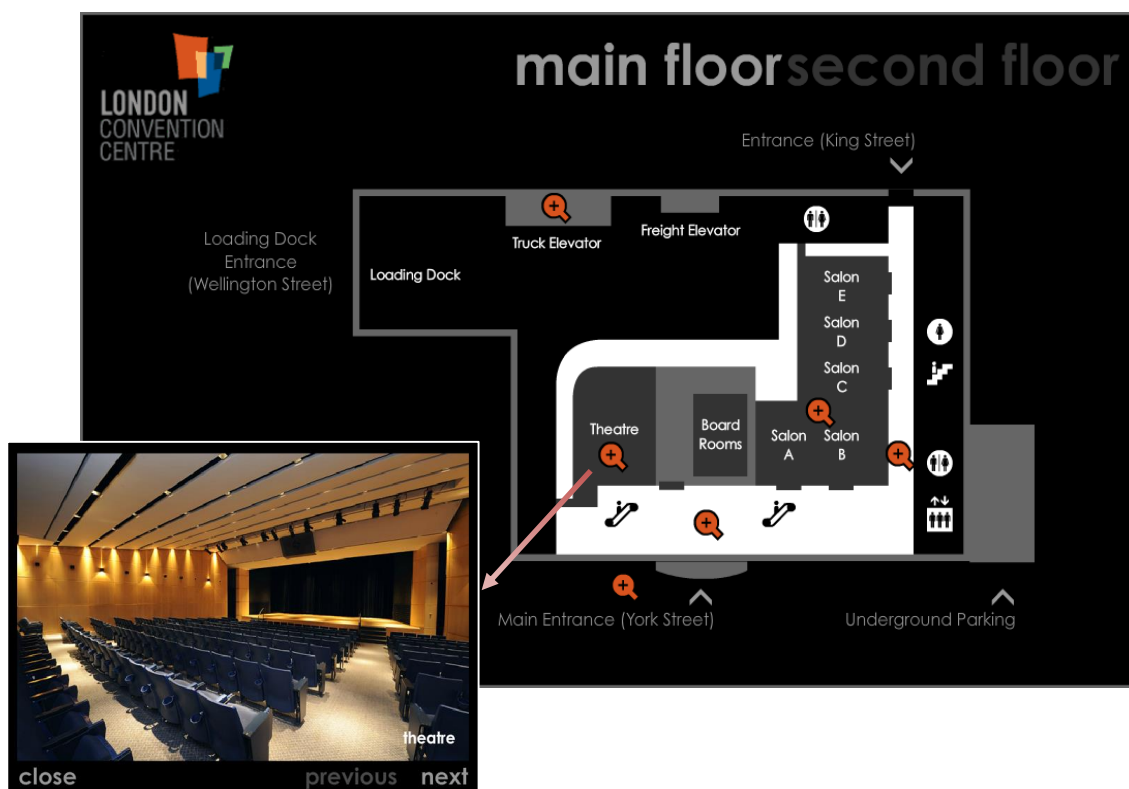 LONDON
CONVENTION
CENTRE
main floor second floor
Entrance (King Street)
Loading Dock
Entrance
(Wellington Street)
Truck Elevator
Freight Elevator
Loading Dock
Salon
E
Salon
D
Salon
C
Theatre
Board
Rooms
Salon
A
Salon
B
Main Entrance (York Street)
Underground Parking
theatre
close
previous
next